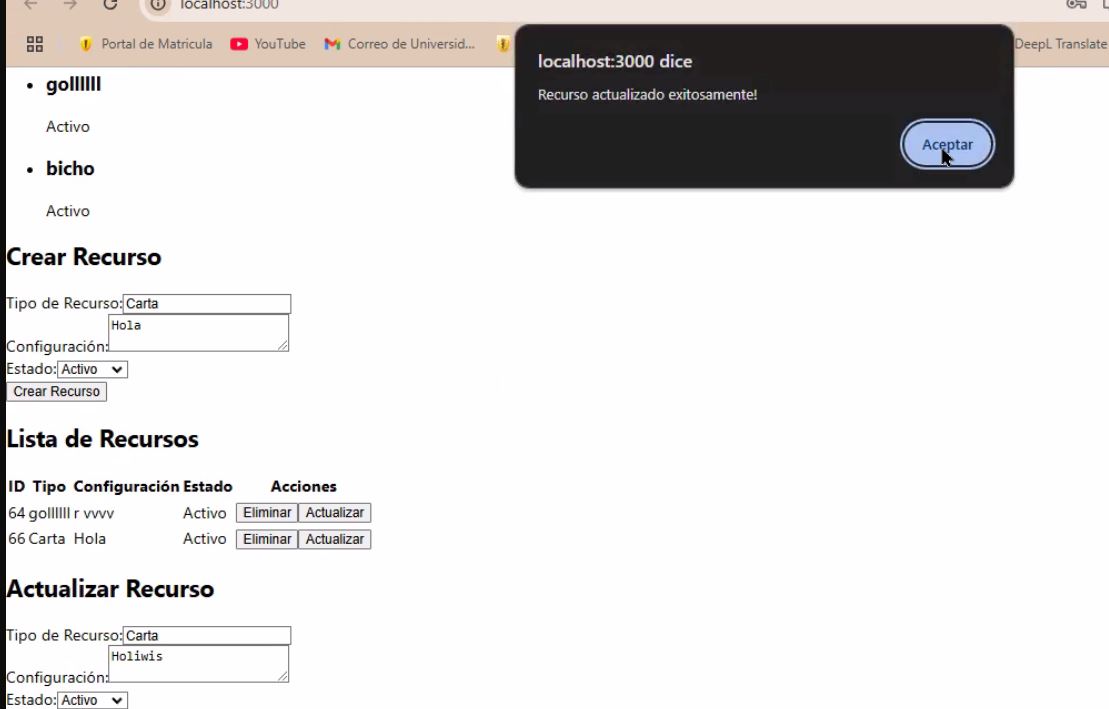 localhost:3000
Portal de Matricula YouTube Correo de Universid... DeepL Translate
localhost:3000 dice
Recurso actualizado exitosamente!
Aceptar
gollllll
Activo
bicho
Activo
Crear Recurso
Tipo de Recurso: Carta
Configuración: Hola
Estado: Activo
Crear Recurso
Lista de Recursos
ID Tipo Configuración Estado Acciones
64 gollllll r vvvv Activo Eliminar Actualizar
66 Carta Hola Activo Eliminar Actualizar
Actualizar Recurso
Tipo de Recurso: Carta
Configuración: Holiwis
Estado: Activo